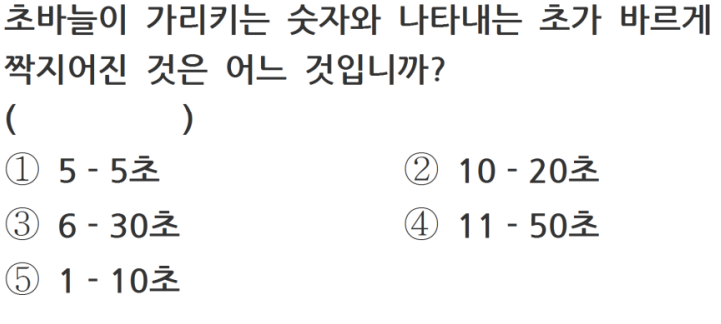 초바늘이 가리키는 숫자와 나타내는 초가 바르게
짝지어진 것은 어느 것입니까?
(          )
① 5 - 5초 ② 10 - 20초
③ 6 - 30초 ④ 11 - 50초
⑤ 1 - 10초